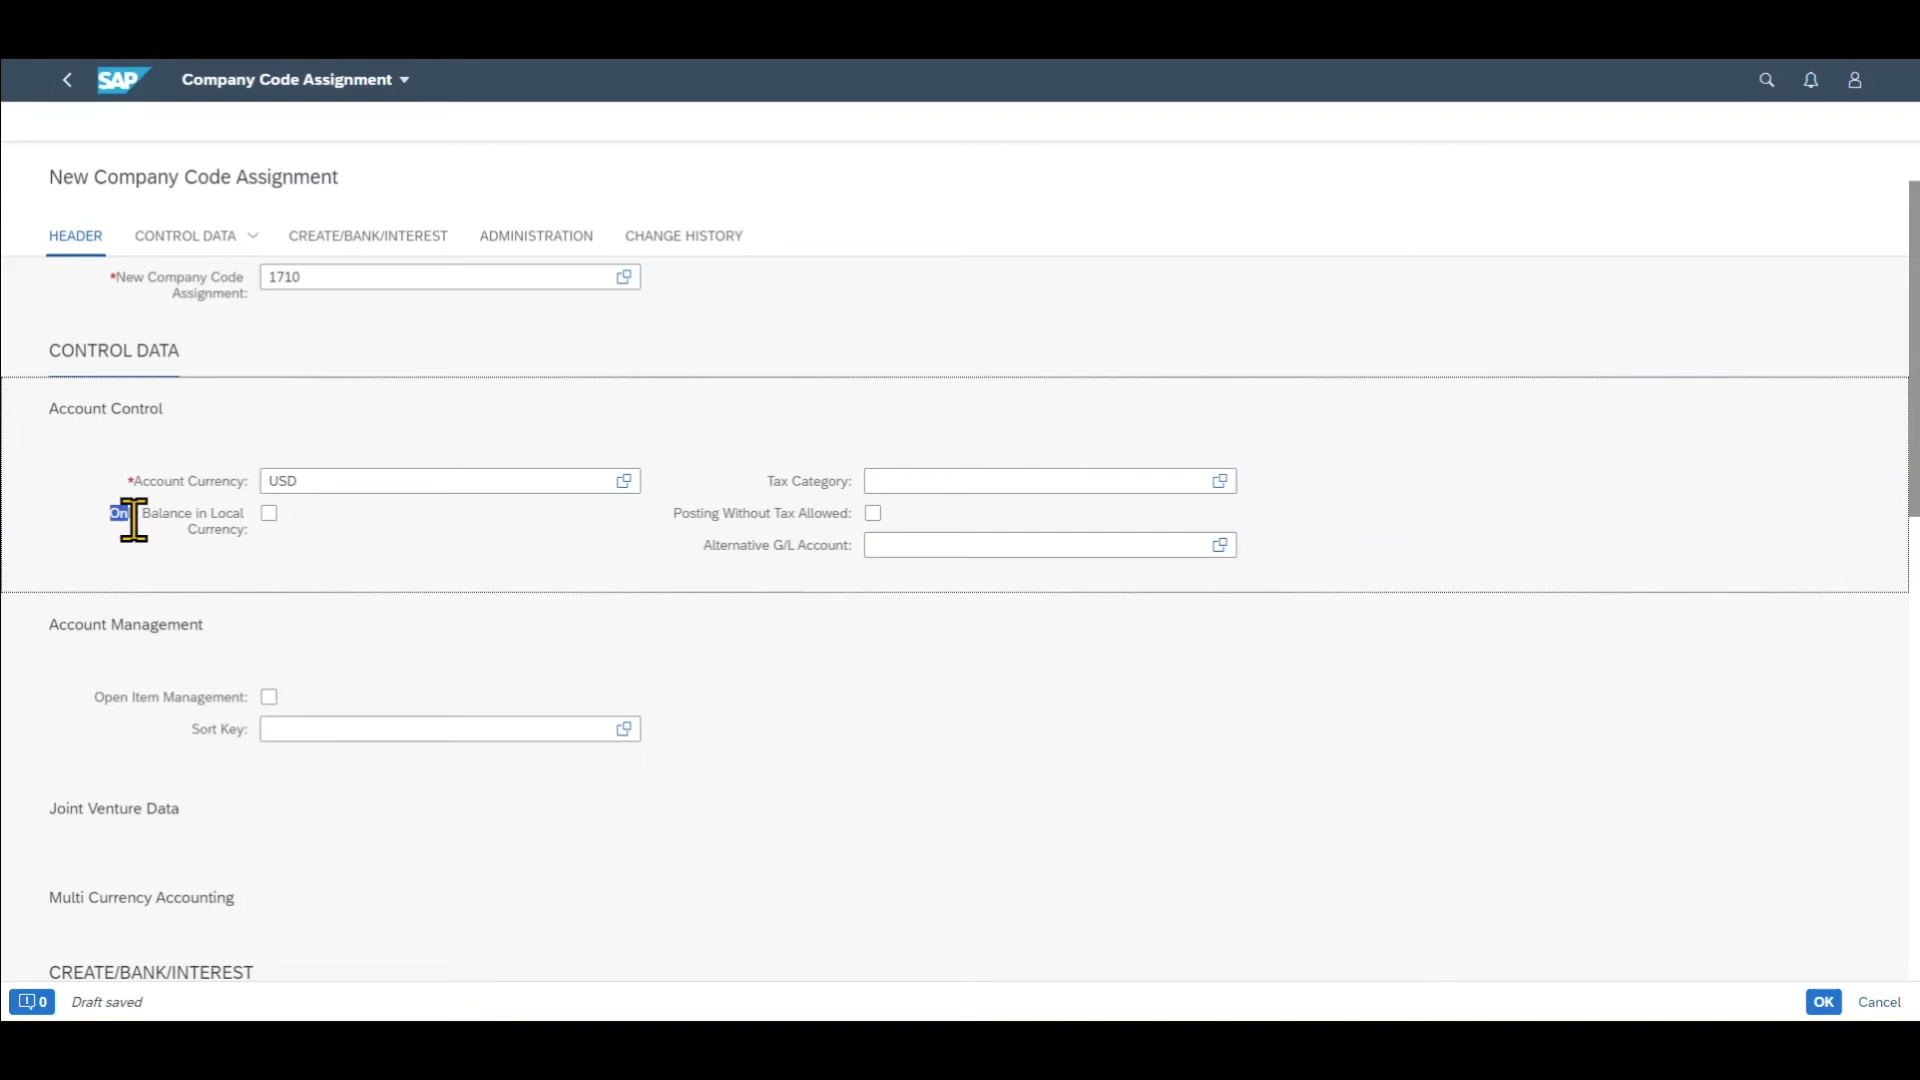 SAP Company Code Assignment
New Company Code Assignment
HEADER CONTROL DATA CREATE/BANK/INTEREST ADMINISTRATION CHANGE HISTORY
*New Company Code
Assignment:
1710
CONTROL DATA
Account Control
*Account Currency: USD Tax Category:
On Balance in Local
Currency:
Posting Without Tax Allowed:
Alternative G/L Account:
Account Management
Open Item Management:
Sort Key:
Joint Venture Data
Multi Currency Accounting
CREATE/BANK/INTEREST
0 Draft saved OK Cancel